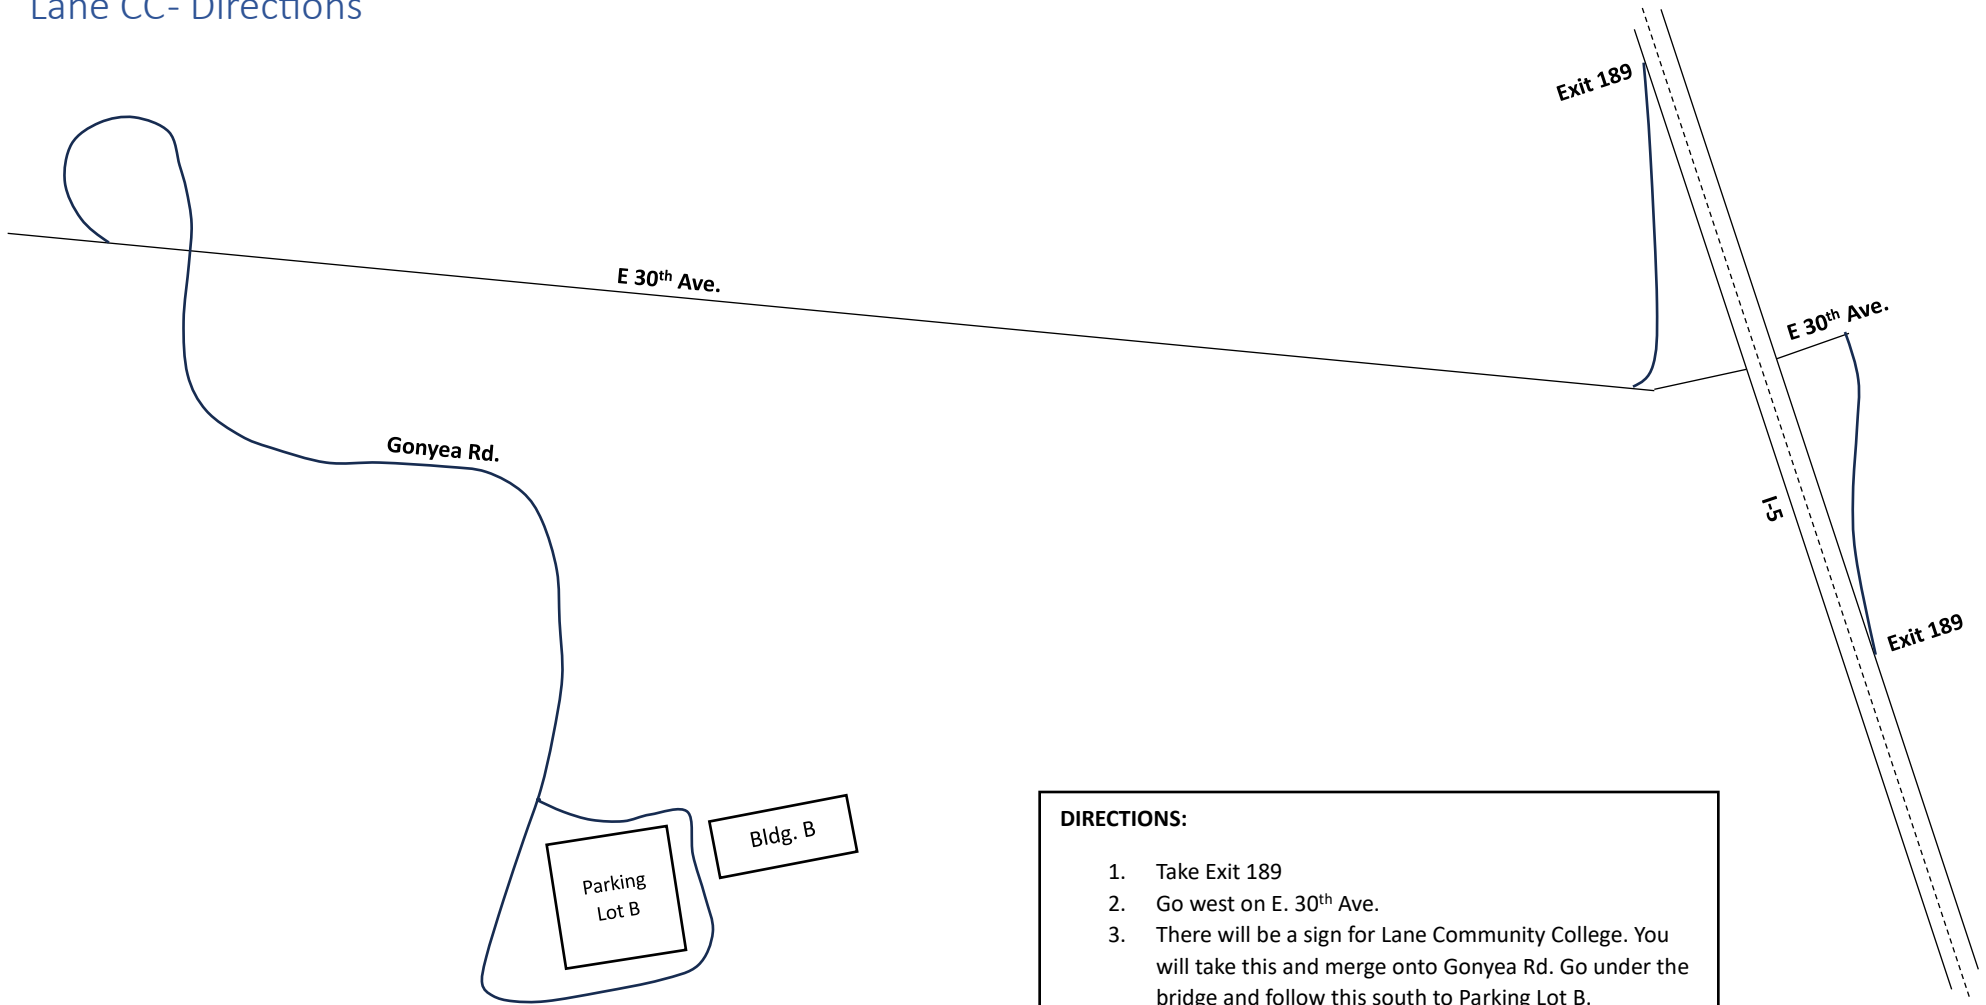 Lane CC- Directions
Exit 189
E 30th Ave.
E 30th Ave.
Gonyea Rd.
I-5
Exit 189
Bldg. B
Parking
Lot B
DIRECTIONS:
1. Take Exit 189
2. Go west on E. 30th Ave.
3. There will be a sign for Lane Community College. You
will take this and merge onto Gonyea Rd. Go under the
bridge and follow this south to Parking Lot B.